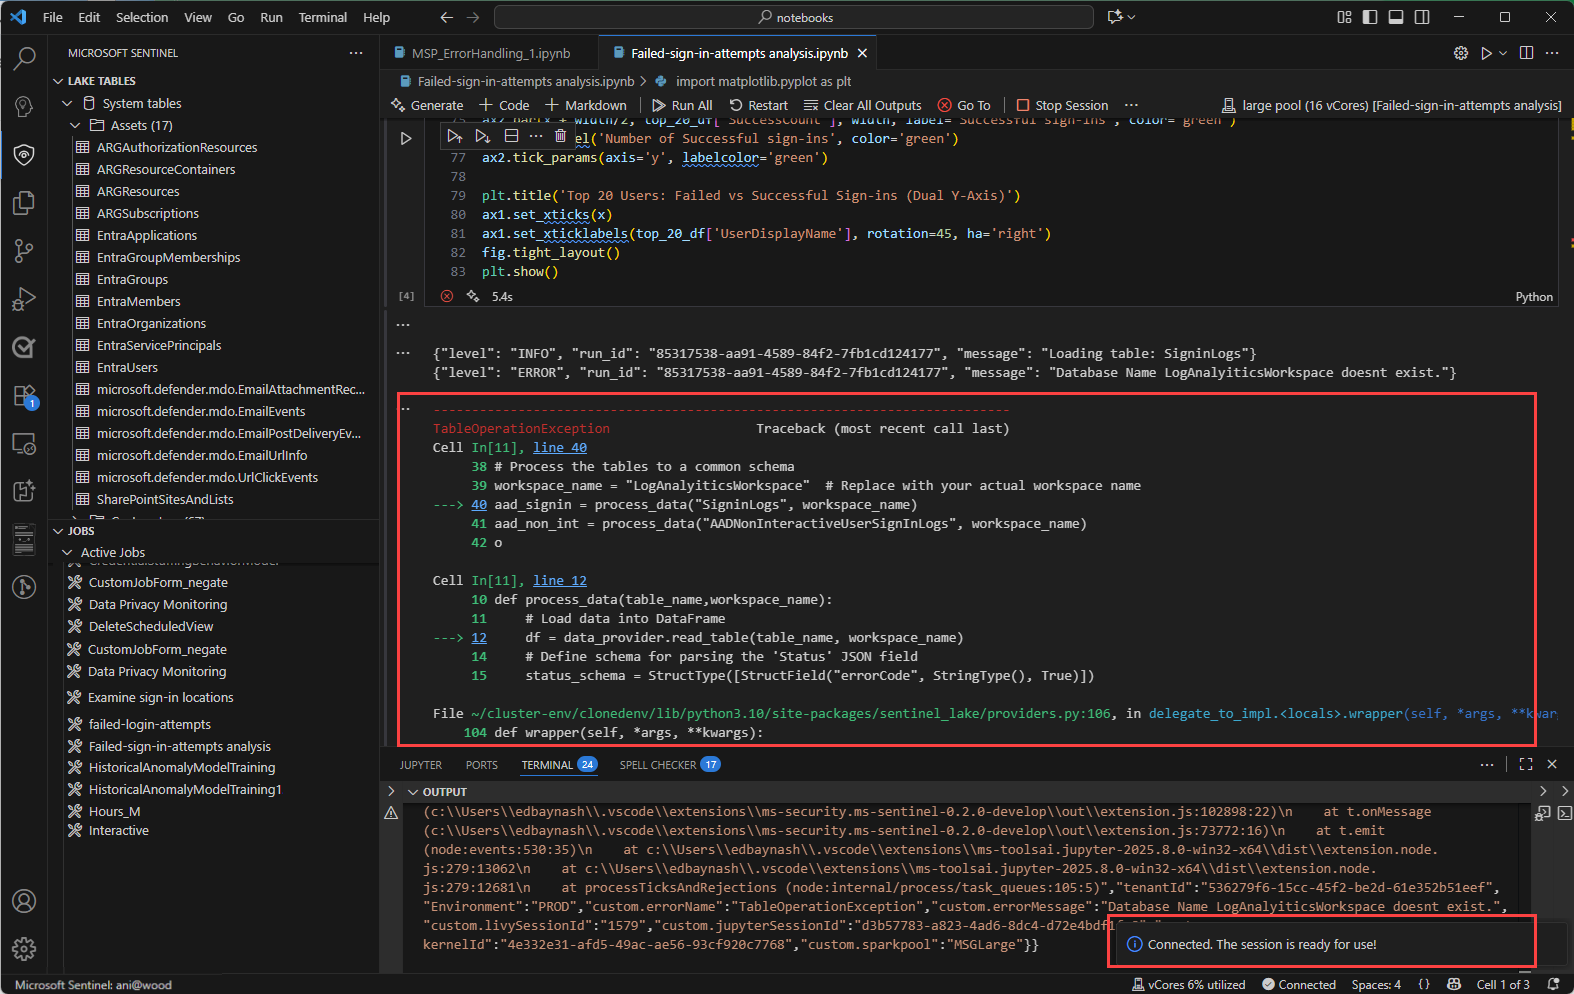 File Edit Selection View Go Run Terminal Help
notebooks
MICROSOFT SENTINEL
LAKE TABLES
System tables
Assets (17)
ARGAuthorizationResources
ARGResourceContainers
ARGResources
ARGSubscriptions
EntraApplications
EntraGroupMemberships
EntraGroups
EntraMembers
EntraOrganizations
EntraServicePrincipals
EntraUsers
microsoft.defender.mdo.EmailAttachmentRec...
microsoft.defender.mdo.EmailEvents
microsoft.defender.mdo.EmailPostDeliveryEv...
microsoft.defender.mdo.EmailUrlInfo
microsoft.defender.mdo.UrlClickEvents
SharePointSitesAndLists
1
JOBS
Active Jobs
CustomJobForm_negate
Data Privacy Monitoring
DeleteScheduledView
CustomJobForm_negate
Data Privacy Monitoring
Examine sign-in locations
failed-login-attempts
Failed-sign-in-attempts analysis
HistoricalAnomalyModelTraining
HistoricalAnomalyModelTraining1
Hours_M
Interactive
MSP_ErrorHandling_1.ipynb
Failed-sign-in-attempts analysis.ipynb
Failed-sign-in-attempts analysis.ipynb > import matplotlib.pyplot as plt
Generate Code Markdown Run All Restart Clear All Outputs Go To Stop Session ... large pool (16 vCores) [Failed-sign-in-attempts analysis]
width/2, top_20_df['SuccessCount'], width, label='Successful sign-ins', color='green')
el('Number of Successful sign-ins', color='green')
77 ax2.tick_params(axis='y', labelcolor='green')
78
79 plt.title('Top 20 Users: Failed vs Successful Sign-ins (Dual Y-Axis)')
80 ax1.set_xticks(x)
81 ax1.set_xticklabels(top_20_df['UserDisplayName'], rotation=45, ha='right')
82 fig.tight_layout()
83 plt.show()
[4] 5.4s Python
{"level": "INFO", "run_id": "85317538-aa91-4589-84f2-7fb1cd124177", "message": "Loading table: SigninLogs"}
{"level": "ERROR", "run_id": "85317538-aa91-4589-84f2-7fb1cd124177", "message": "Database Name LogAnalyiticsWorkspace doesnt exist."}
---------------------------------------------------------------------------
TableOperationException Traceback (most recent call last)
Cell In[11], line 40
38 # Process the tables to a common schema
39 workspace_name = "LogAnalyiticsWorkspace" # Replace with your actual workspace name
---> 40 aad_signin = process_data("SigninLogs", workspace_name)
41 aad_non_int = process_data("AADNonInteractiveUserSignInLogs", workspace_name)
42 o
Cell In[11], line 12
10 def process_data(table_name,workspace_name):
11 # Load data into DataFrame
---> 12 df = data_provider.read_table(table_name, workspace_name)
14 # Define schema for parsing the 'Status' JSON field
15 status_schema = StructType([StructField("errorCode", StringType(), True)])
File ~/cluster-env/clonedenv/lib/python3.10/site-packages/sentinel_lake/providers.py:106, in delegate_to_impl.<locals>.wrapper(self, *args, **kwar
104 def wrapper(self, *args, **kwargs):
JUPYTER PORTS TERMINAL 24 SPELL CHECKER 17
OUTPUT
(c:\\Users\\edbaynash\\.vscode\\extensions\\ms-security.ms-sentinel-0.2.0-develop\\out\\extension.js:102898:22)\n at t.onMessage
(c:\\Users\\edbaynash\\.vscode\\extensions\\ms-security.ms-sentinel-0.2.0-develop\\out\\extension.js:73772:16)\n at t.emit
(node:events:530:35)\n at c:\\Users\\edbaynash\\.vscode\\extensions\\ms-toolsai.jupyter-2025.8.0-win32-x64\\dist\\extension.node.
js:279:13062\n at c:\\Users\\edbaynash\\.vscode\\extensions\\ms-toolsai.jupyter-2025.8.0-win32-x64\\dist\\extension.node.
js:279:12681\n at processTicksAndRejections (node:internal/process/task_queues:105:5)","tenantId":"536279f6-15cc-45f2-be2d-61e352b51eef",
"Environment":"PROD","custom.errorName":"TableOperationException","custom.errorMessage":"Database Name LogAnalyiticsWorkspace doesnt exist.",
"custom.livySessionId":"1579","custom.jupyterSessionId":"d3b57783-a823-4ad6-8dc4-d72e4bdf
kernelId":"4e332e31-afd5-49ac-ae56-93cf920c7768","custom.sparkpool":"MSGLarge"}}
Connected. The session is ready for use!
Microsoft Sentinel: ani@wood
vCores 6% utilized Connected Spaces: 4 {} Cell 1 of 3